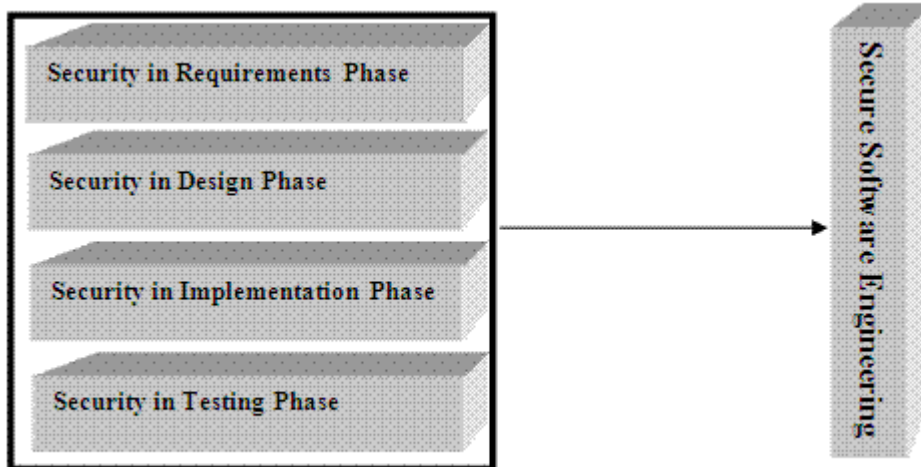 Security in Requirements Phase
Security in Design Phase
Security in Implementation Phase
Security in Testing Phase
Secure Software Engineering